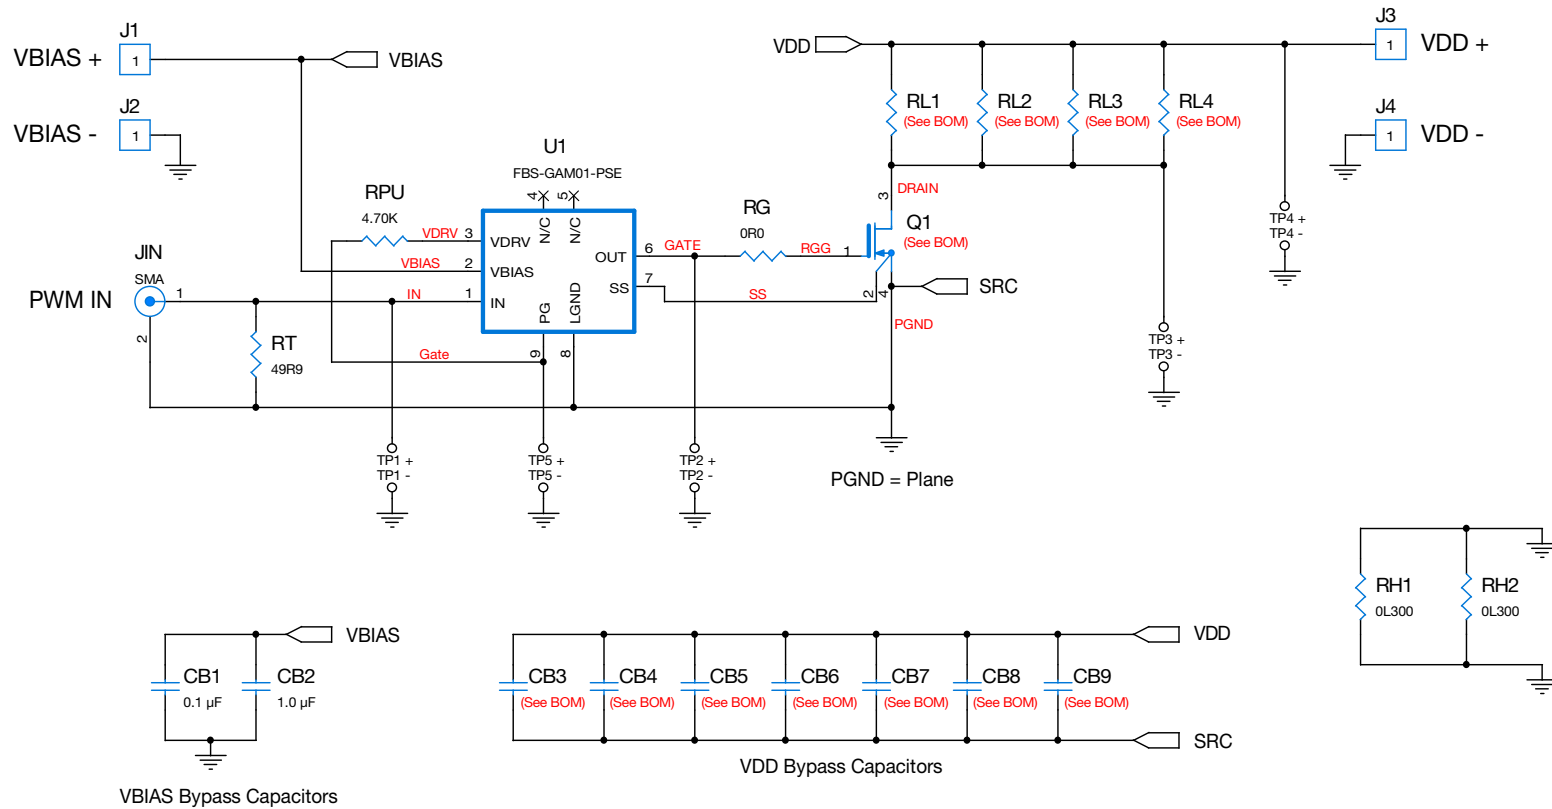 J1
VBIAS +
1
VBIAS
J2
VBIAS -
1
VDD
J3
1
VDD +
RL1
(See BOM)
RL2
(See BOM)
RL3
(See BOM)
RL4
(See BOM)
J4
1
VDD -
U1
FBS-GAM01-PSE
4
5
N/C
N/C
RPU
4.70K
VDRV
3
VDRV
VBIAS
2
VBIAS
IN
1
IN
OUT
6
GATE
SS
7
SS
PG
LGND
9
8
Gate
RG
0R0
RGG
1
DRAIN
3
Q1
(See BOM)
2
4
SRC
PGND
JIN
SMA
PWM IN
1
2
RT
49R9
TP4 +
TP4 -
TP3 +
TP3 -
TP1 +
TP1 -
TP5 +
TP5 -
TP2 +
TP2 -
PGND = Plane
RH1
0L300
RH2
0L300
VBIAS
CB1
0.1 µF
CB2
1.0 µF
VBIAS Bypass Capacitors
VDD
CB3
(See BOM)
CB4
(See BOM)
CB5
(See BOM)
CB6
(See BOM)
CB7
(See BOM)
CB8
(See BOM)
CB9
(See BOM)
SRC
VDD Bypass Capacitors